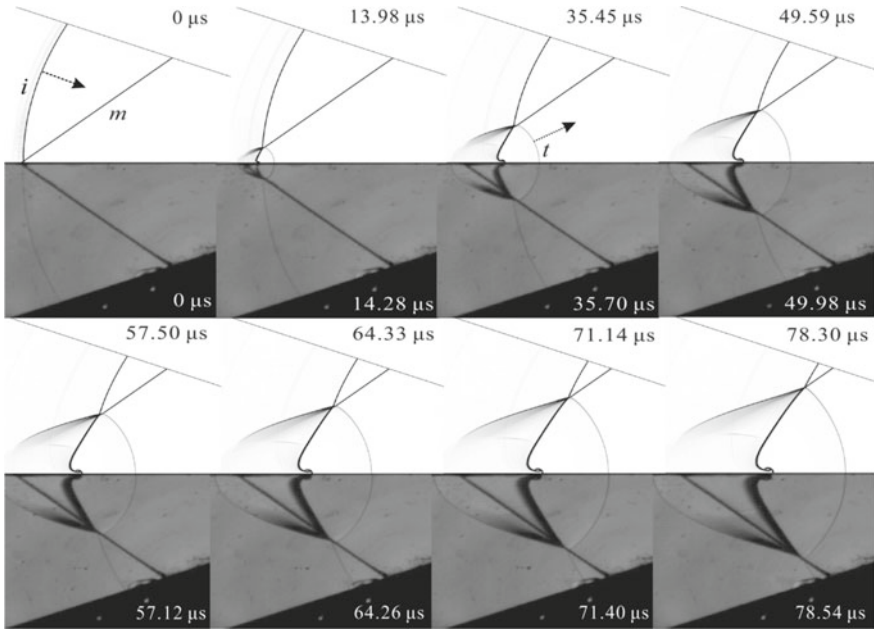 0 μs
13.98 μs
35.45 μs
49.59 μs
i
m
t
0 μs
14.28 μs
35.70 μs
49.98 μs
57.50 μs
64.33 μs
71.14 μs
78.30 μs
57.12 μs
64.26 μs
71.40 μs
78.54 μs